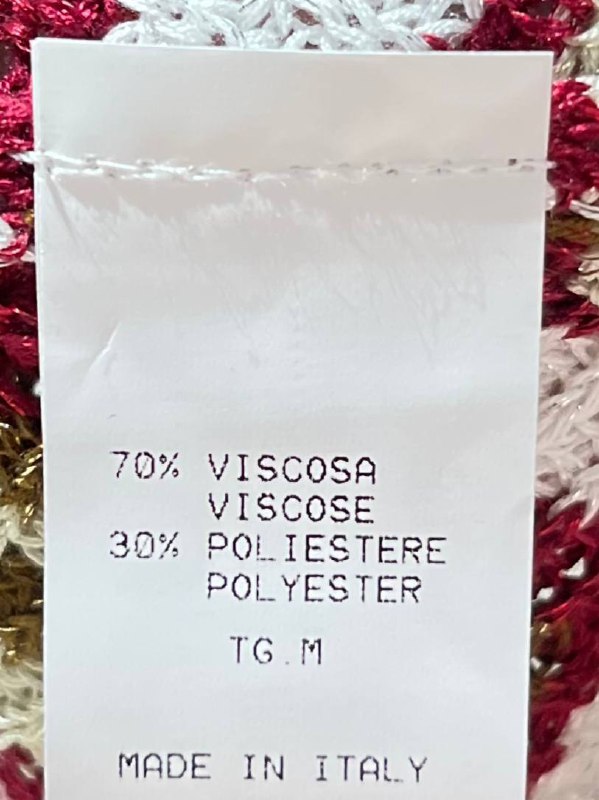 70% VISCOSA
VISCOSE
30% POLIESTERE
POLYESTER
TG.M
MADE IN ITALY